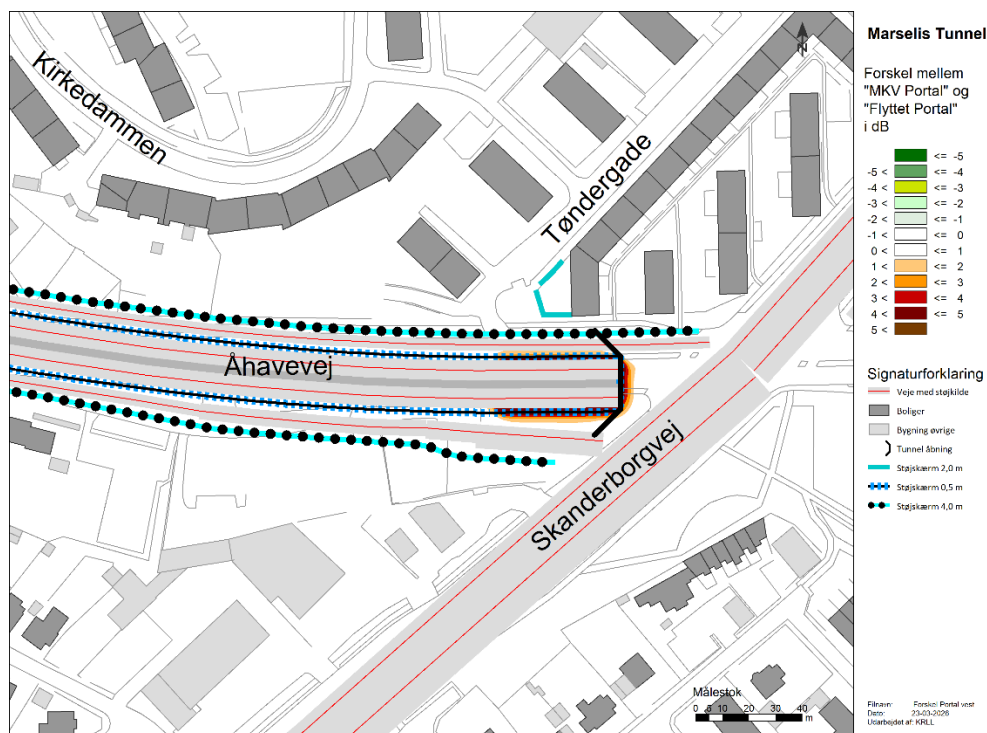 Marselis Tunnel
Forskel mellem
"MKV Portal" og
"Flyttet Portal"
i dB
<= -5
-5 < <= -4
-4 < <= -3
-3 < <= -2
-2 < <= -1
-1 < <= 0
0 < <= 1
1 < <= 2
2 < <= 3
3 < <= 4
4 < <= 5
5 <
Signaturforklaring
Veje med støjkilde
Boliger
Bygning øvrige
Tunnel åbning
Støjskærm 2,0 m
Støjskærm 0,5 m
Støjskærm 4,0 m
Kirkedammen
Tøndergade
Åhavevej
Skanderborgvej
N
Målestok
0 5 10 20 30 40
m
Filnavn: Forskel Portal vest
Dato: 23-03-2026
Udarbejdet af: KRLL